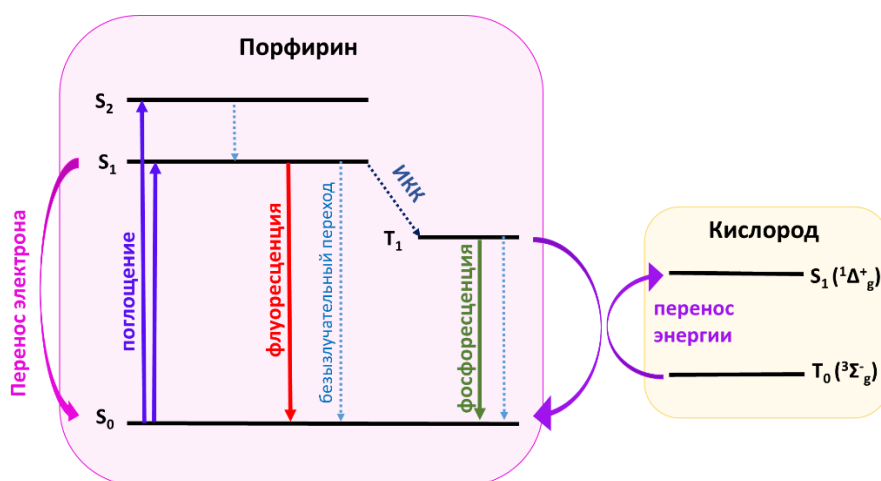 Порфирин
S2
S1
ИКК
T1
S0
Перенос электрона
поглощение
флуоресценция
безызлучательный переход
фосфоресценция
Кислород
S1 (¹Δ⁺g)
перенос
энергии
T0 (³Σ⁻g)